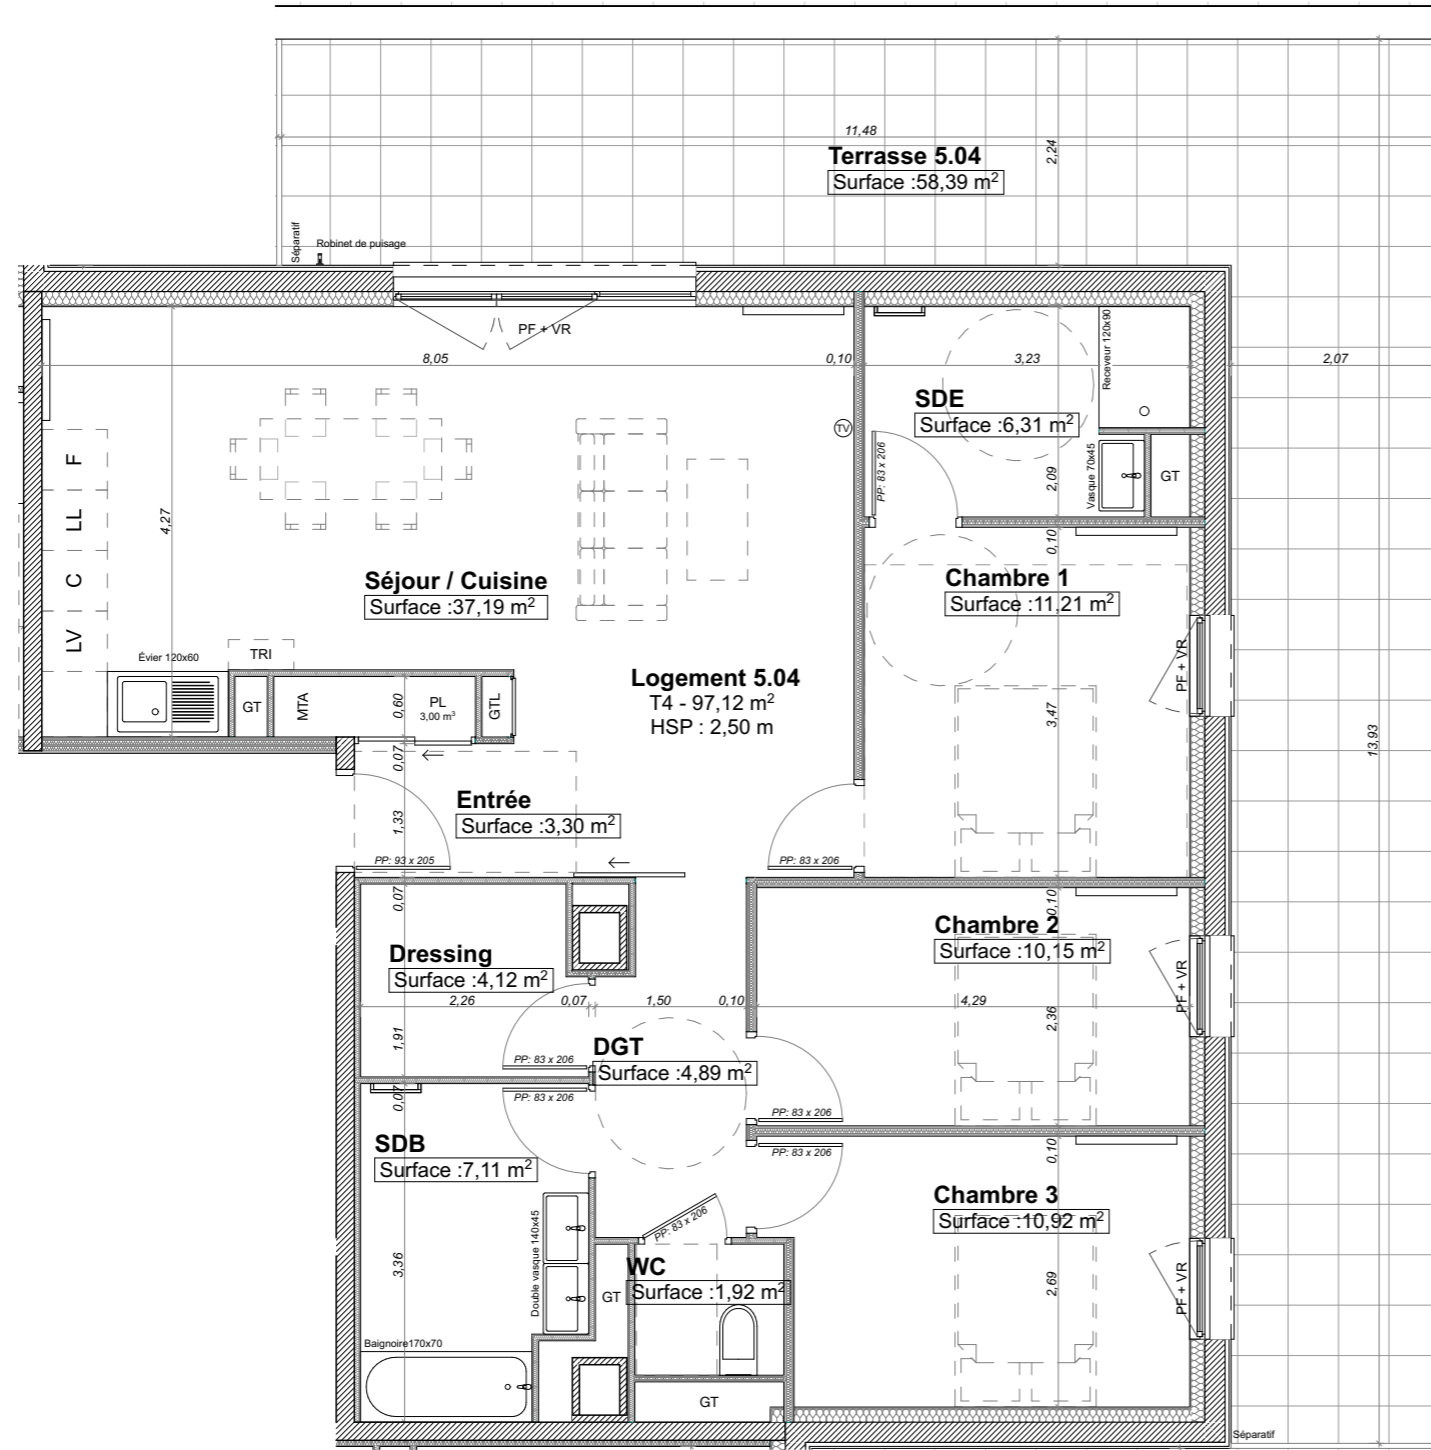 11,48
2,24
Terrasse 5.04
Surface :58,39 m²
Séparatif
Robinet de puisage
PF + VR
8,05
0,10
3,23
2,07
Receveur 120x90
SDE
Surface :6,31 m²
TV
PP: 83 x 206
2,09
Vasque 70x45
GT
F
LL
C
LV
4,27
0,10
Séjour / Cuisine
Surface :37,19 m²
Chambre 1
Surface :11,21 m²
Évier 120x60
TRI
PF + VR
GT
MTA
0,60
PL
3,00 m³
GTL
Logement 5.04
T4 - 97,12 m²
HSP : 2,50 m
3,47
13,93
0,07
Entrée
Surface :3,30 m²
1,33
PP: 93 x 205
PP: 83 x 206
0,07
0,10
Chambre 2
Surface :10,15 m²
Dressing
Surface :4,12 m²
PF + VR
2,26
0,07
1,50
0,10
4,29
2,36
1,91
DGT
Surface :4,89 m²
PP: 83 x 206
PP: 83 x 206
0,07
PP: 83 x 206
SDB
Surface :7,11 m²
PP: 83 x 206
0,10
Chambre 3
Surface :10,92 m²
PP: 83 x 206
Double vasque 140x45
3,36
WC
Surface :1,92 m²
GT
2,69
PF + VR
Baignoire170x70
GT
Séparatif